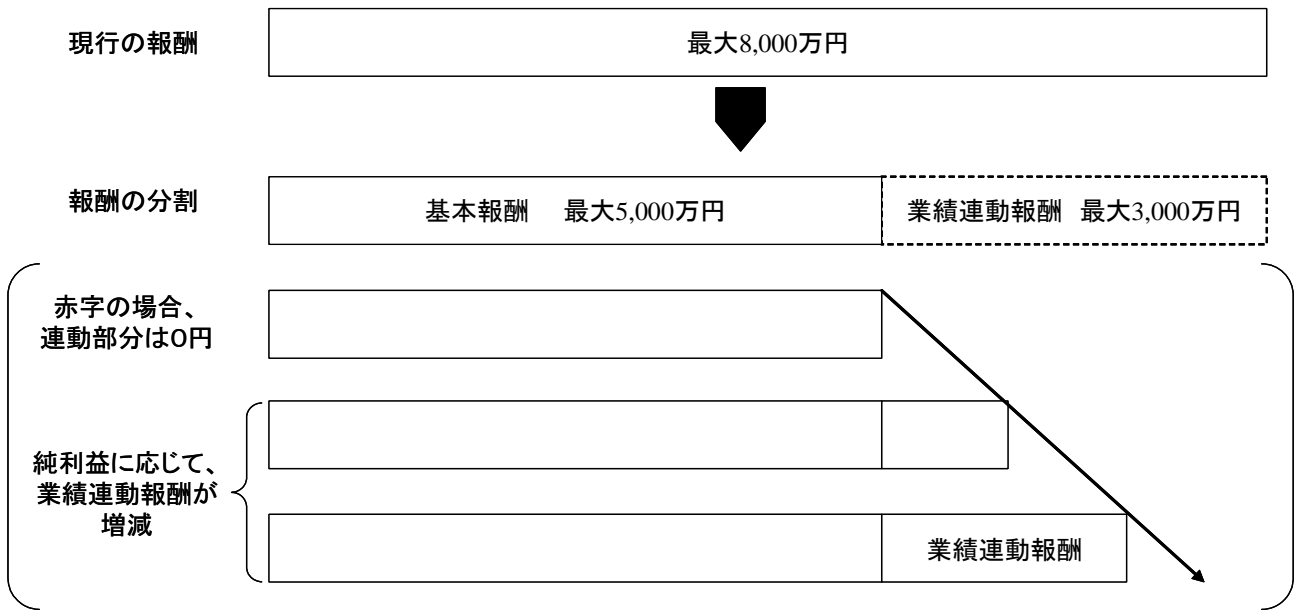 現行の報酬
最大8,000万円
報酬の分割
基本報酬　最大5,000万円
業績連動報酬 最大3,000万円
赤字の場合、
連動部分は0円
純利益に応じて、
業績連動報酬が
増減
業績連動報酬